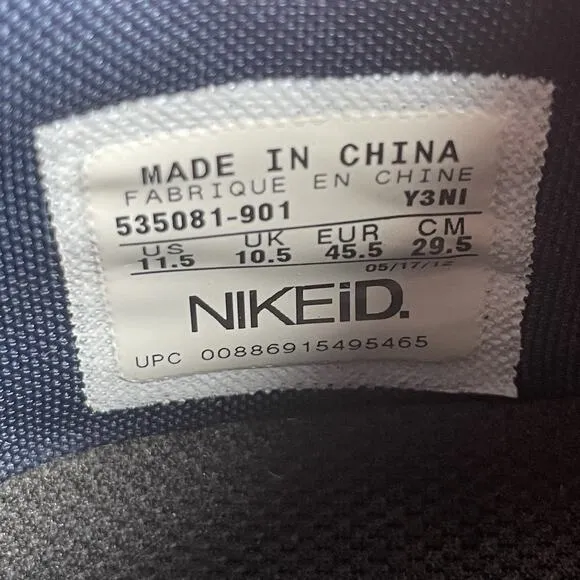 MADE IN CHINA
FABRIQUE EN CHINE
535081-901 Y3NI
US UK EUR CM
11.5 10.5 45.5 29.5
05/17/12
NIKEiD.
UPC 00886915495465